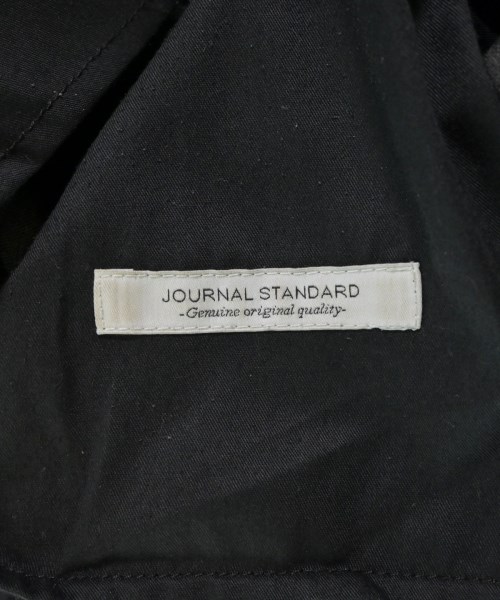 JOURNAL STANDARD
-Genuine original quality-